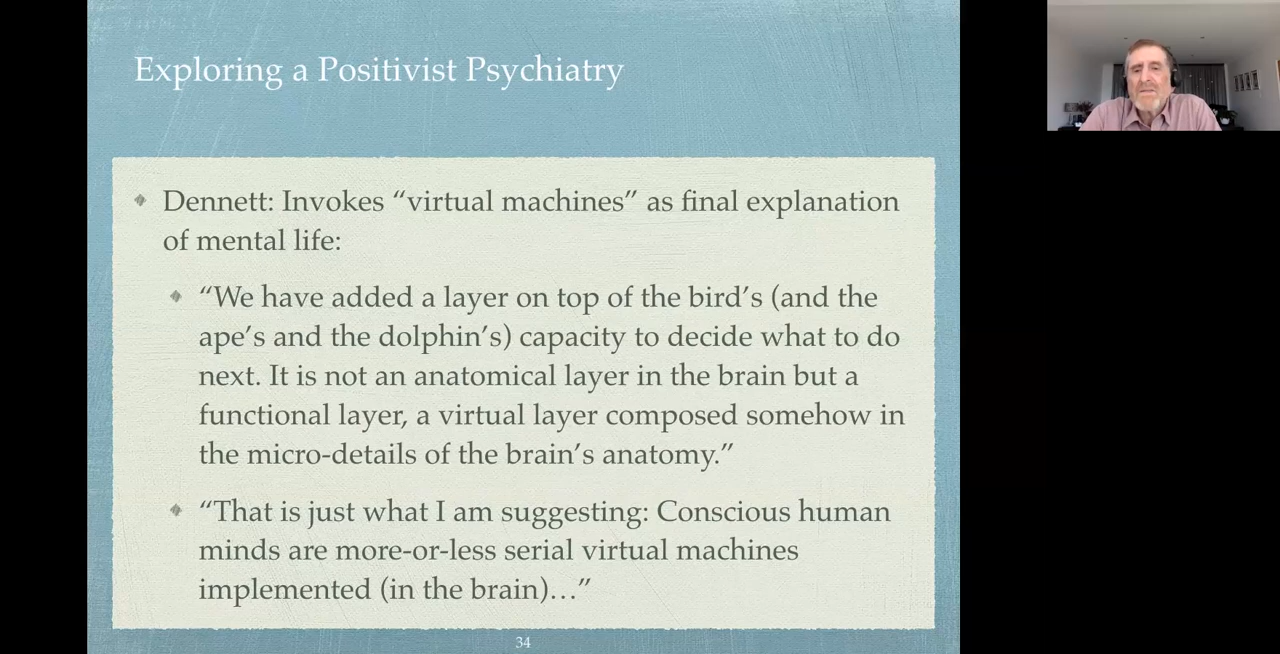 Exploring a Positivist Psychiatry
Dennett: Invokes “virtual machines” as final explanation
of mental life:
“We have added a layer on top of the bird’s (and the
ape’s and the dolphin’s) capacity to decide what to do
next. It is not an anatomical layer in the brain but a
functional layer, a virtual layer composed somehow in
the micro-details of the brain’s anatomy.”
“That is just what I am suggesting: Conscious human
minds are more-or-less serial virtual machines
implemented (in the brain)…”
34